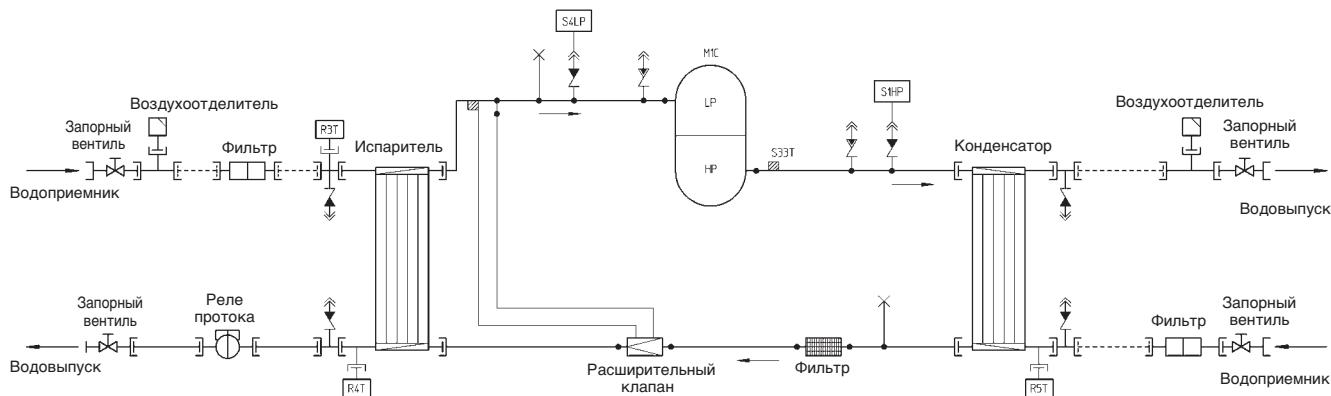 S4LP
M1C
LP
HP
S1HP
S33T
Воздухоотделитель
Запорный
вентиль
Фильтр
R3T
Испаритель
Водоприемник
Конденсатор
Воздухоотделитель
Запорный
вентиль
Водовыпуск
Запорный
вентиль
Реле
протока
Водовыпуск
R4T
Расширительный
клапан
Фильтр
R5T
Фильтр
Запорный
вентиль
Водоприемник